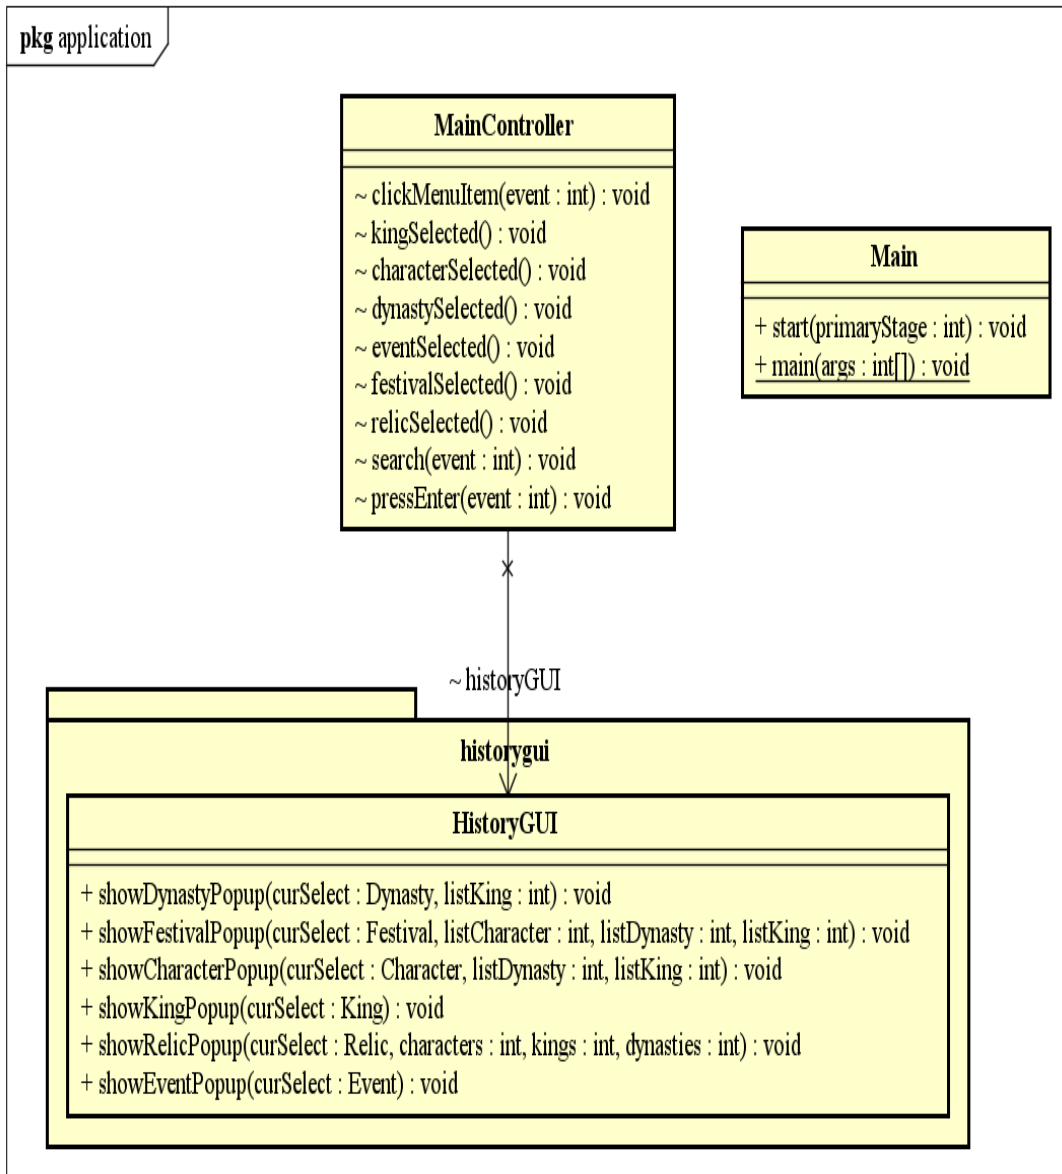 pkg application
MainController
~ clickMenuItem(event : int) : void
~ kingSelected() : void
~ characterSelected() : void
~ dynastySelected() : void
~ eventSelected() : void
~ festivalSelected() : void
~ relicSelected() : void
~ search(event : int) : void
~ pressEnter(event : int) : void
Main
+ start(primaryStage : int) : void
+ main(args : int[]) : void
~ historyGUI
historygui
HistoryGUI
+ showDynastyPopup(curSelect : Dynasty, listKing : int) : void
+ showFestivalPopup(curSelect : Festival, listCharacter : int, listDynasty : int, listKing : int) : void
+ showCharacterPopup(curSelect : Character, listDynasty : int, listKing : int) : void
+ showKingPopup(curSelect : King) : void
+ showRelicPopup(curSelect : Relic, characters : int, kings : int, dynasties : int) : void
+ showEventPopup(curSelect : Event) : void